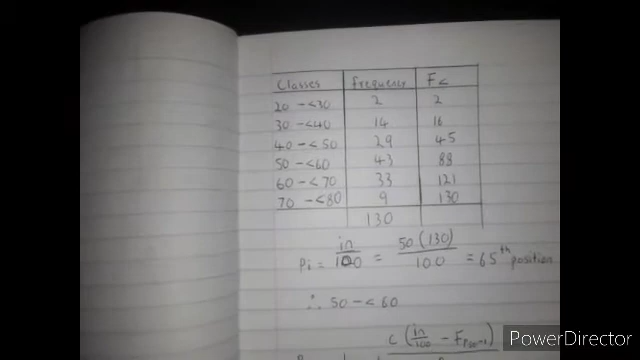 Classes frequency F<
20 -<30 2 2
30 -<40 14 16
40 -<50 29 45
50 -<60 43 88
60 -<70 33 121
70 -<80 9 130
130
Pi = in/100 = 50(130)/100 = 65th position
∴ 50 -< 60
c (in/100 - F
PowerDirector